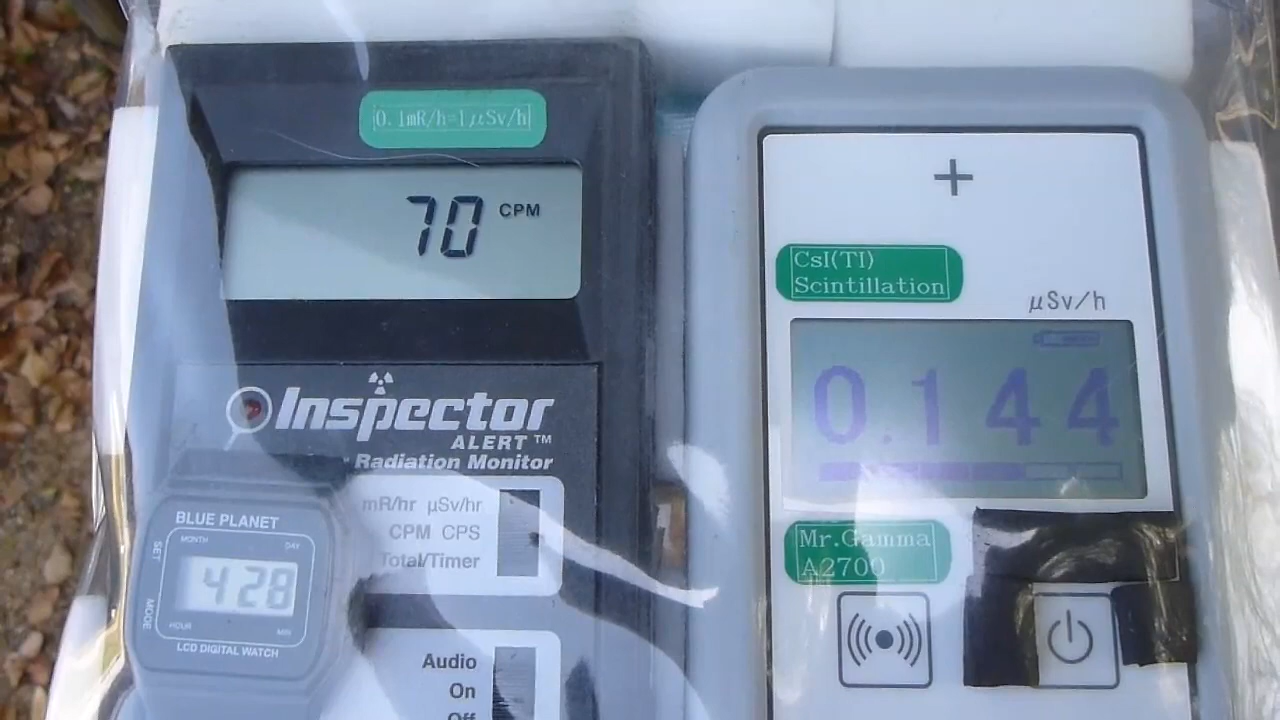 0.1mR/h=1μSv/h
70 CPM
Inspector
ALERT™
Radiation Monitor
mR/hr μSv/hr
CPM CPS
Total/Timer
Audio
On
Off
BLUE PLANET
MONTH DAY
SET
MODE
4 28
HOUR MIN
LCD DIGITAL WATCH
+
CsI(Tl)
Scintillation
μSv/h
0.144
Mr.Gamma
A2700